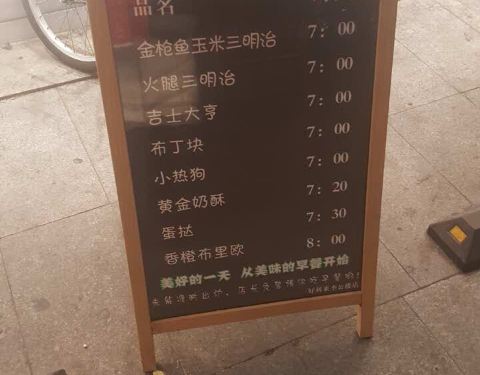 品名
金枪鱼玉米三明治 7:00
火腿三明治 7:00
吉士大亨 7:00
布丁块 7:00
小热狗 7:00
黄金奶酥 7:20
蛋挞 7:30
香橙布里欧 8:00
美好的一天 从美味的早餐开始